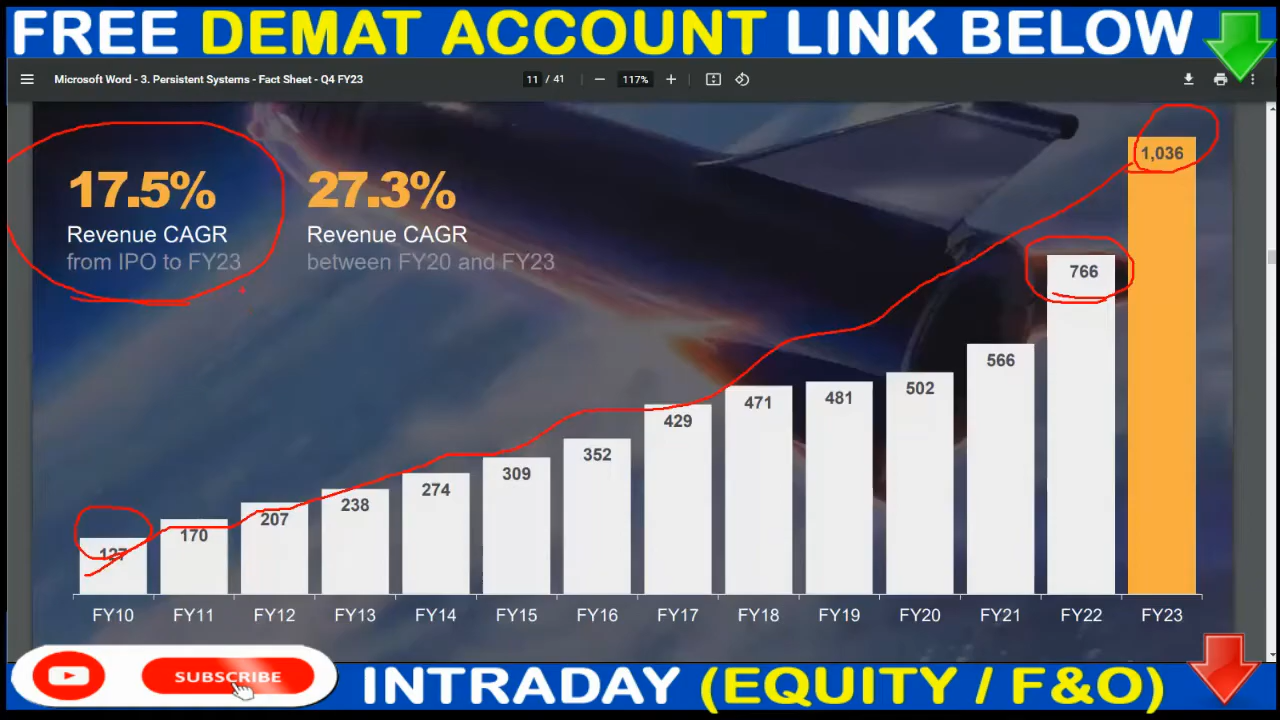 FREE DEMAT ACCOUNT LINK BELOW
Microsoft Word - 3. Persistent Systems - Fact Sheet - Q4 FY23
11 / 41
117%
17.5%
Revenue CAGR
from IPO to FY23
27.3%
Revenue CAGR
between FY20 and FY23
127
170
207
238
274
309
352
429
471
481
502
566
766
1,036
FY10 FY11 FY12 FY13 FY14 FY15 FY16 FY17 FY18 FY19 FY20 FY21 FY22 FY23
SUBSCRIBE
INTRADAY (EQUITY / F&O)